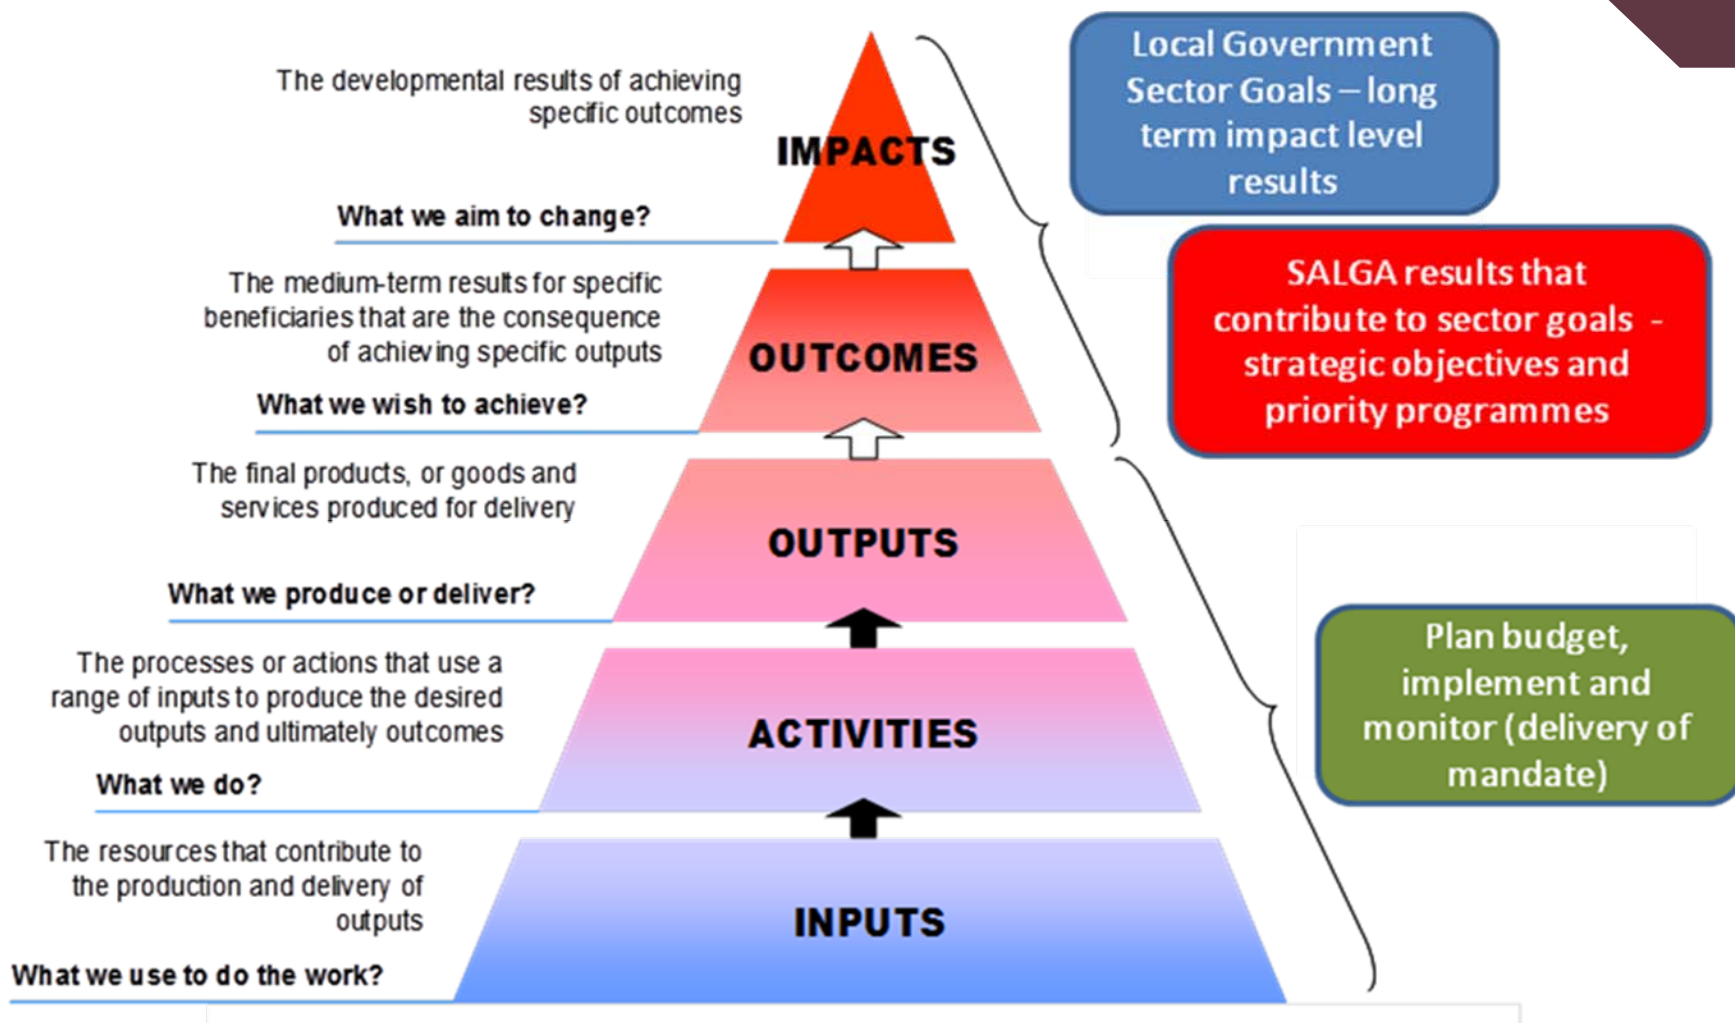 The developmental results of achieving
specific outcomes
IMPACTS
What we aim to change?
Local Government
Sector Goals – long
term impact level
results
The medium-term results for specific
beneficiaries that are the consequence
of achieving specific outputs
OUTCOMES
What we wish to achieve?
SALGA results that
contribute to sector goals -
strategic objectives and
priority programmes
The final products, or goods and
services produced for delivery
OUTPUTS
What we produce or deliver?
The processes or actions that use a
range of inputs to produce the desired
outputs and ultimately outcomes
ACTIVITIES
What we do?
Plan budget,
implement and
monitor (delivery of
mandate)
The resources that contribute to
the production and delivery of
outputs
INPUTS
What we use to do the work?